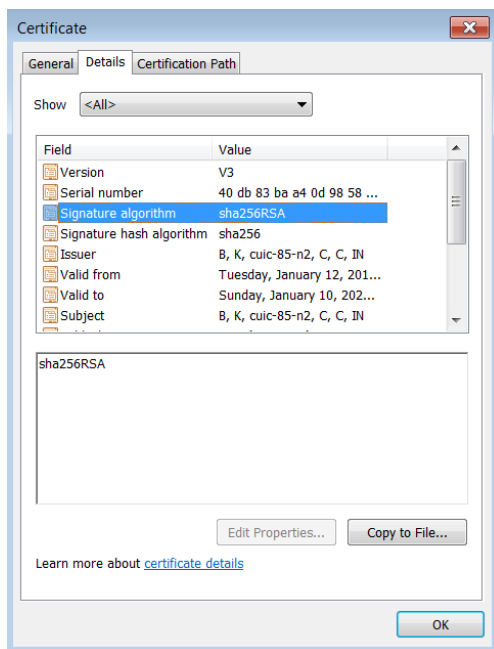 Certificate
General Details Certification Path
Show <All>
Field Value
Version V3
Serial number 40 db 83 ba a4 0d 98 58 ...
Signature algorithm sha256RSA
Signature hash algorithm sha256
Issuer B, K, cuic-85-n2, C, C, IN
Valid from Tuesday, January 12, 201...
Valid to Sunday, January 10, 202...
Subject B, K, cuic-85-n2, C, C, IN
sha256RSA
Edit Properties... Copy to File...
Learn more about certificate details
OK